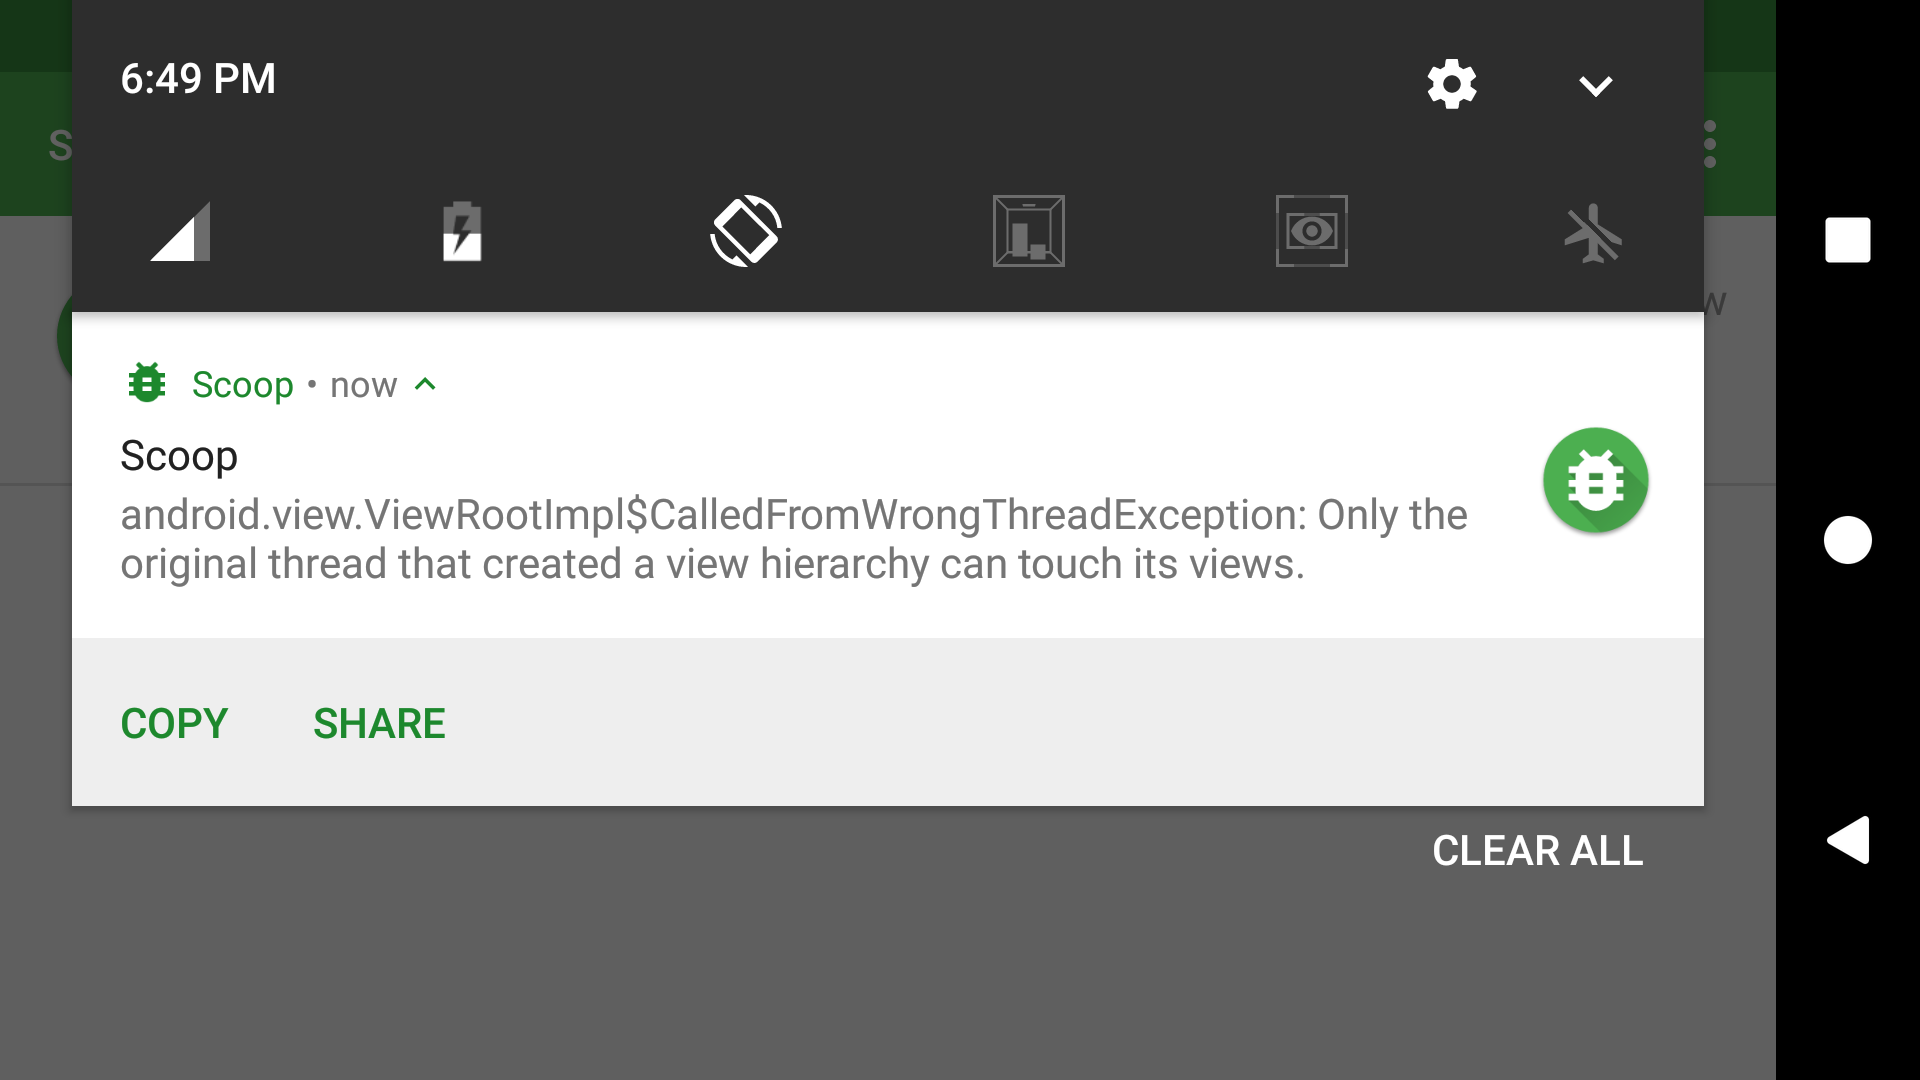 6:49 PM
S
W
Scoop • now
Scoop
android.view.ViewRootImpl$CalledFromWrongThreadException: Only the
original thread that created a view hierarchy can touch its views.
COPY SHARE
CLEAR ALL